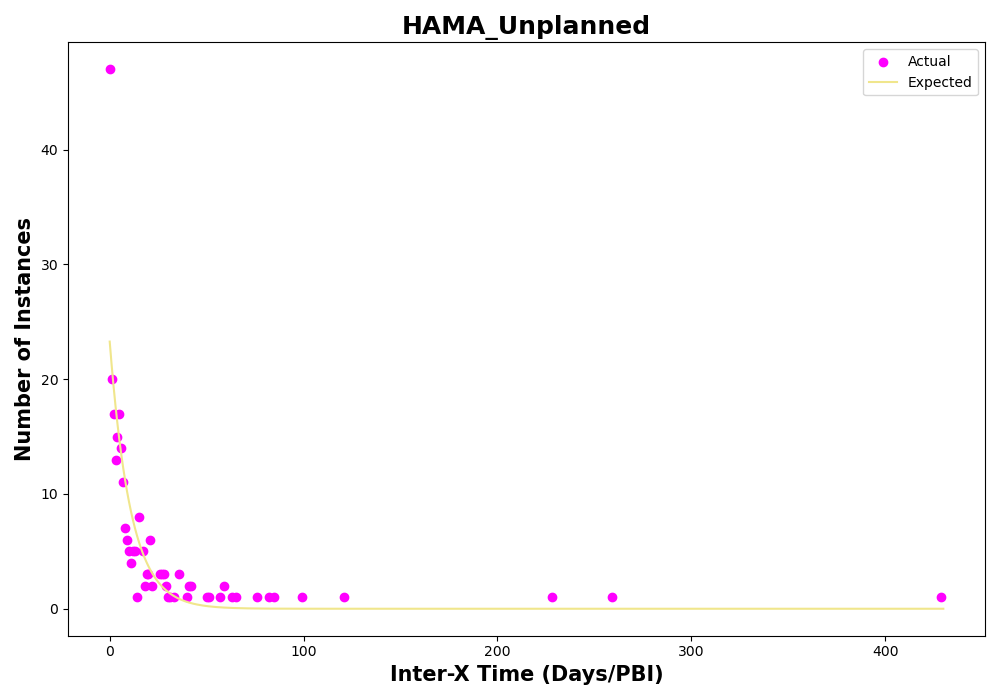 HAMA_Unplanned
Actual
Expected
Number of Instances
40
30
20
10
0
0
100
200
300
400
Inter-X Time (Days/PBI)